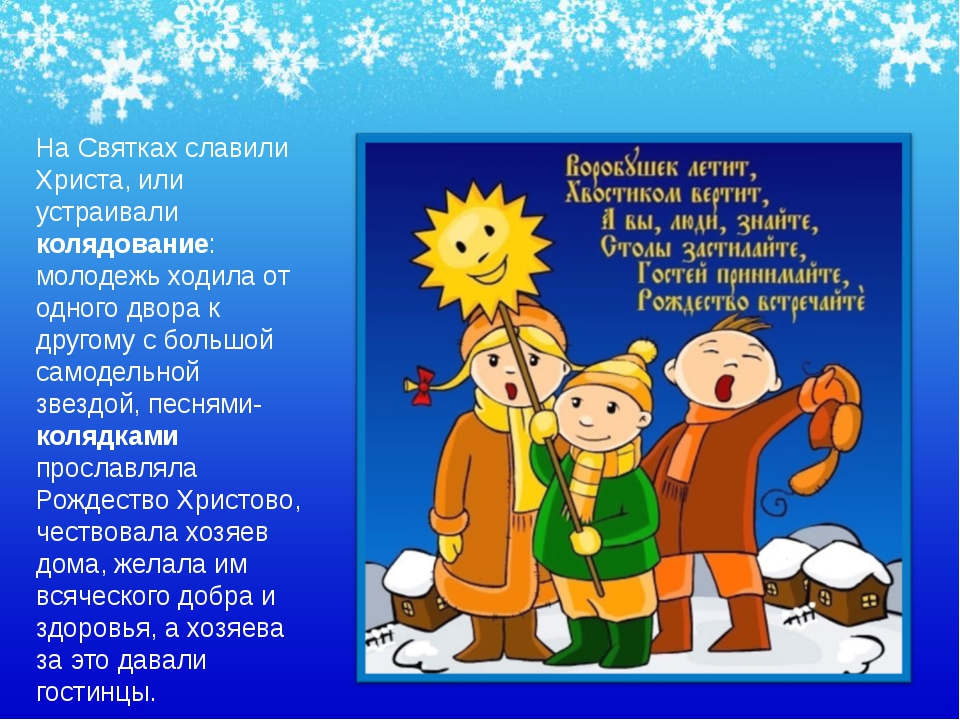 На Святках славили
Христа, или
устраивали
колядование:
молодежь ходила от
одного двора к
другому с большой
самодельной
звездой, песнями-
колядками
прославляла
Рождество Христово,
чествовала хозяев
дома, желала им
всяческого добра и
здоровья, а хозяева
за это давали
гостинцы.
Воробушек летит,
Хвостиком вертит,
А вы, люди, знайте,
Столы застилайте,
Гостей принимайте,
Рождество встречайтѐ